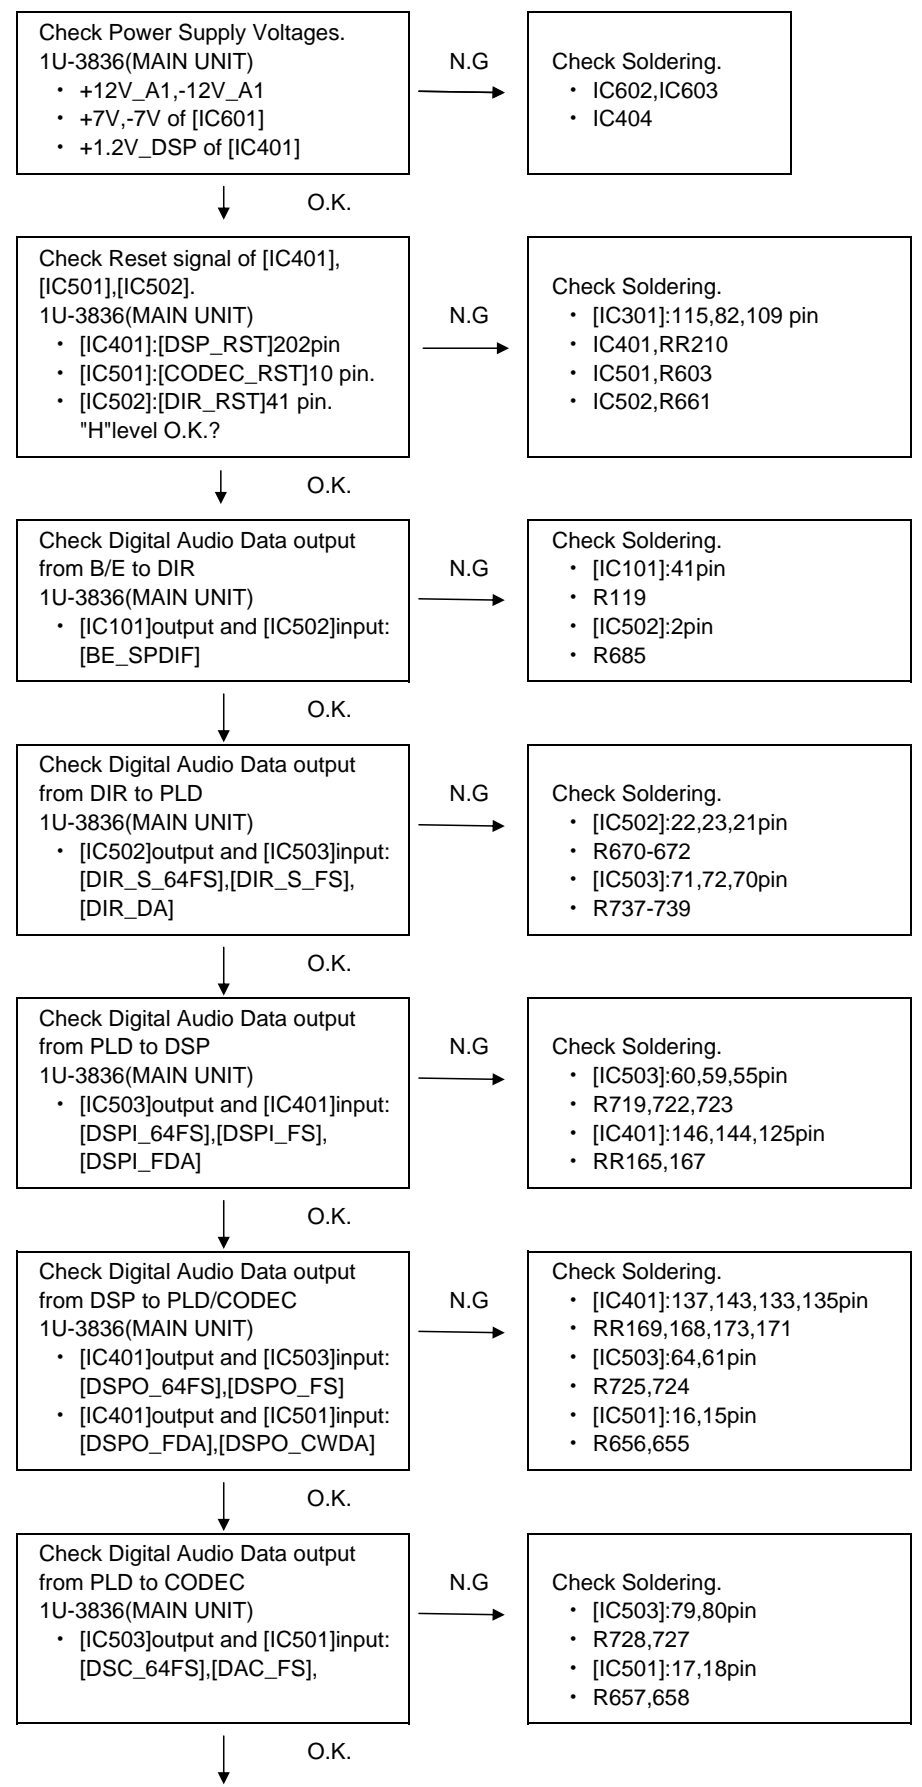 Check Power Supply Voltages.
1U-3836(MAIN UNIT)
・ +12V_A1,-12V_A1
・ +7V,-7V of [IC601]
・ +1.2V_DSP of [IC401]
N.G
Check Soldering.
・ IC602,IC603
・ IC404
O.K.
Check Reset signal of [IC401],
[IC501],[IC502].
1U-3836(MAIN UNIT)
・ [IC401]:[DSP_RST]202pin
・ [IC501]:[CODEC_RST]10 pin.
・ [IC502]:[DIR_RST]41 pin.
"H"level O.K.?
N.G
Check Soldering.
・ [IC301]:115,82,109 pin
・ IC401,RR210
・ IC501,R603
・ IC502,R661
O.K.
Check Digital Audio Data output
from B/E to DIR
1U-3836(MAIN UNIT)
・ [IC101]output and [IC502]input:
[BE_SPDIF]
N.G
Check Soldering.
・ [IC101]:41pin
・ R119
・ [IC502]:2pin
・ R685
O.K.
Check Digital Audio Data output
from DIR to PLD
1U-3836(MAIN UNIT)
・ [IC502]output and [IC503]input:
[DIR_S_64FS],[DIR_S_FS],
[DIR_DA]
N.G
Check Soldering.
・ [IC502]:22,23,21pin
・ R670-672
・ [IC503]:71,72,70pin
・ R737-739
O.K.
Check Digital Audio Data output
from PLD to DSP
1U-3836(MAIN UNIT)
・ [IC503]output and [IC401]input:
[DSPI_64FS],[DSPI_FS],
[DSPI_FDA]
N.G
Check Soldering.
・ [IC503]:60,59,55pin
・ R719,722,723
・ [IC401]:146,144,125pin
・ RR165,167
O.K.
Check Digital Audio Data output
from DSP to PLD/CODEC
1U-3836(MAIN UNIT)
・ [IC401]output and [IC503]input:
[DSPO_64FS],[DSPO_FS]
・ [IC401]output and [IC501]input:
[DSPO_FDA],[DSPO_CWDA]
N.G
Check Soldering.
・ [IC401]:137,143,133,135pin
・ RR169,168,173,171
・ [IC503]:64,61pin
・ R725,724
・ [IC501]:16,15pin
・ R656,655
O.K.
Check Digital Audio Data output
from PLD to CODEC
1U-3836(MAIN UNIT)
・ [IC503]output and [IC501]input:
[DSC_64FS],[DAC_FS],
N.G
Check Soldering.
・ [IC503]:79,80pin
・ R728,727
・ [IC501]:17,18pin
・ R657,658
O.K.